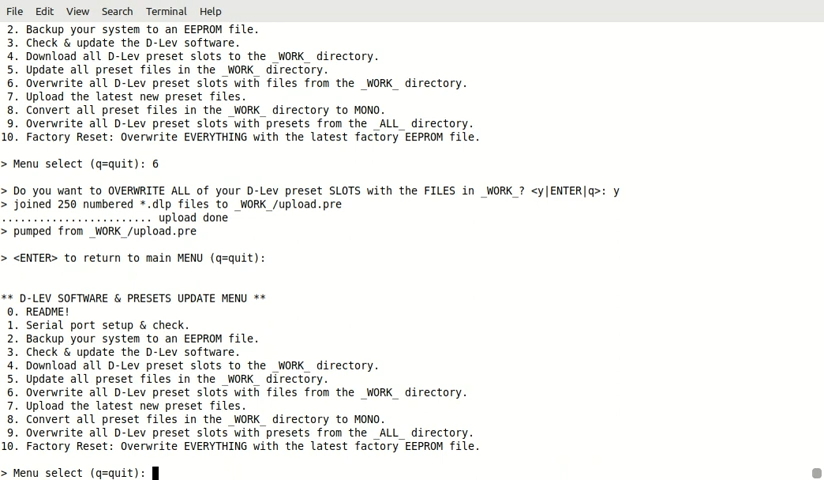 File Edit View Search Terminal Help
2. Backup your system to an EEPROM file.
3. Check & update the D-Lev software.
4. Download all D-Lev preset slots to the _WORK_ directory.
5. Update all preset files in the _WORK_ directory.
6. Overwrite all D-Lev preset slots with files from the _WORK_ directory.
7. Upload the latest new preset files.
8. Convert all preset files in the _WORK_ directory to MONO.
9. Overwrite all D-Lev preset slots with presets from the _ALL_ directory.
10. Factory Reset: Overwrite EVERYTHING with the latest factory EEPROM file.
> Menu select (q=quit): 6
> Do you want to OVERWRITE ALL of your D-Lev preset SLOTS with the FILES in _WORK_? <y|ENTER|q>: y
> joined 250 numbered *.dlp files to _WORK_/upload.pre
........................ upload done
> pumped from _WORK_/upload.pre
> <ENTER> to return to main MENU (q=quit):
** D-LEV SOFTWARE & PRESETS UPDATE MENU **
0. README!
1. Serial port setup & check.
2. Backup your system to an EEPROM file.
3. Check & update the D-Lev software.
4. Download all D-Lev preset slots to the _WORK_ directory.
5. Update all preset files in the _WORK_ directory.
6. Overwrite all D-Lev preset slots with files from the _WORK_ directory.
7. Upload the latest new preset files.
8. Convert all preset files in the _WORK_ directory to MONO.
9. Overwrite all D-Lev preset slots with presets from the _ALL_ directory.
10. Factory Reset: Overwrite EVERYTHING with the latest factory EEPROM file.
> Menu select (q=quit):